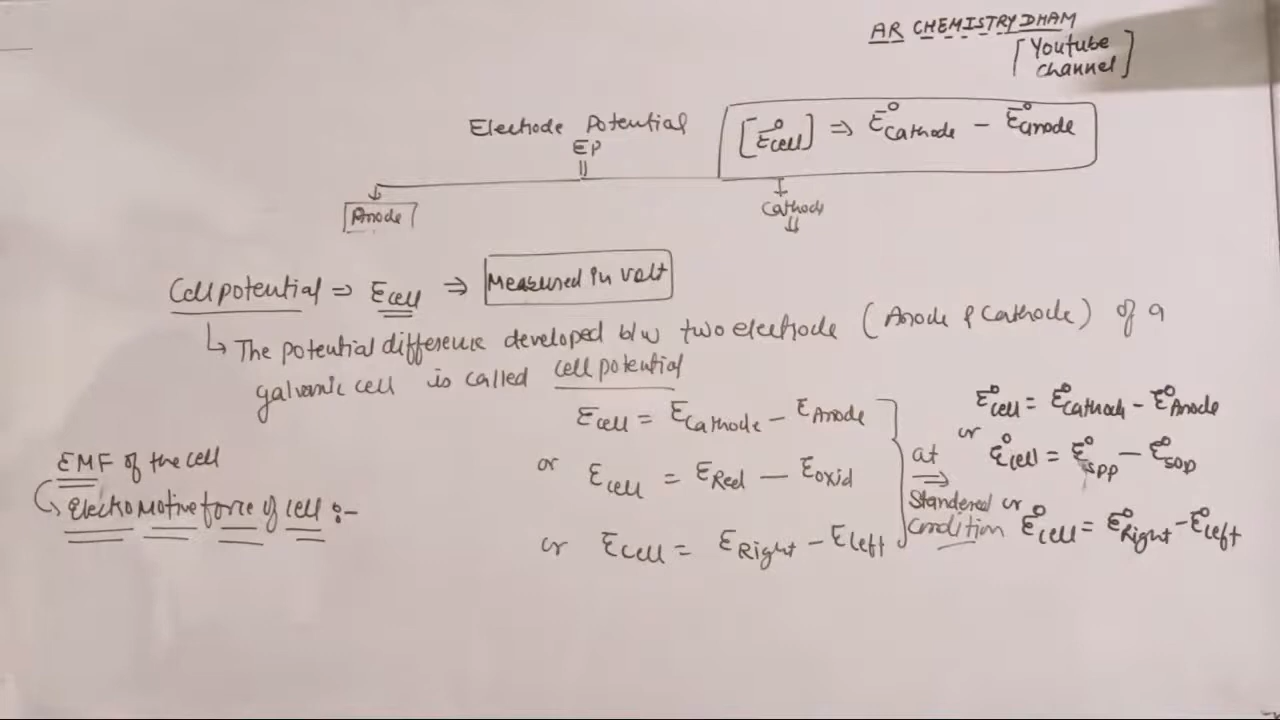 AR CHEMISTRY DHAM
[Youtube channel]
Electrode Potential
EP
[E°cell] ⇒ E°Cathode - E°anode
Anode
Cathode
Cell potential ⇒ Ecell ⇒ Measured in volt
↳ The potential difference developed b/w two electrode (Anode & Cathode) of a
galvanic cell is called cell potential
Ecell = ECathode - EAnode
or Ecell = ERed - Eoxid
or Ecell = ERight - Eleft
at
Standered
condition
E°cell = E°Cathode - E°Anode
or E°cell = E°SRP - E°SOP
or E°cell = E°Right - E°left
EMF of the cell
Electromotive force of cell :-